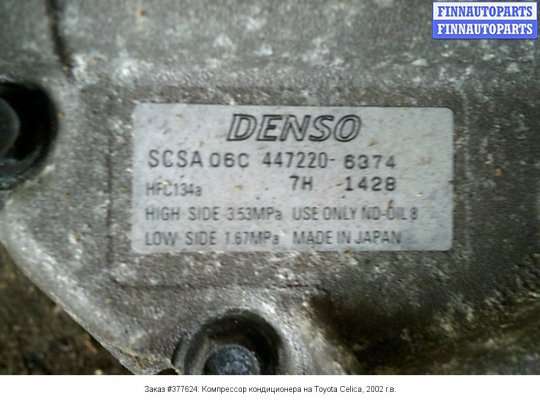 FINNAUTOPARTS
FINNAUTOPARTS
FINNAUTOPARTS
DENSO
SCSA 06C 447220-6374
HFC134a 7H 1428
HIGH SIDE 3.53MPa USE ONLY ND-OIL 8
LOW SIDE 1.67MPa MADE IN JAPAN
Заказ #377624: Компрессор кондиционера на Toyota Celica, 2002 г.в.